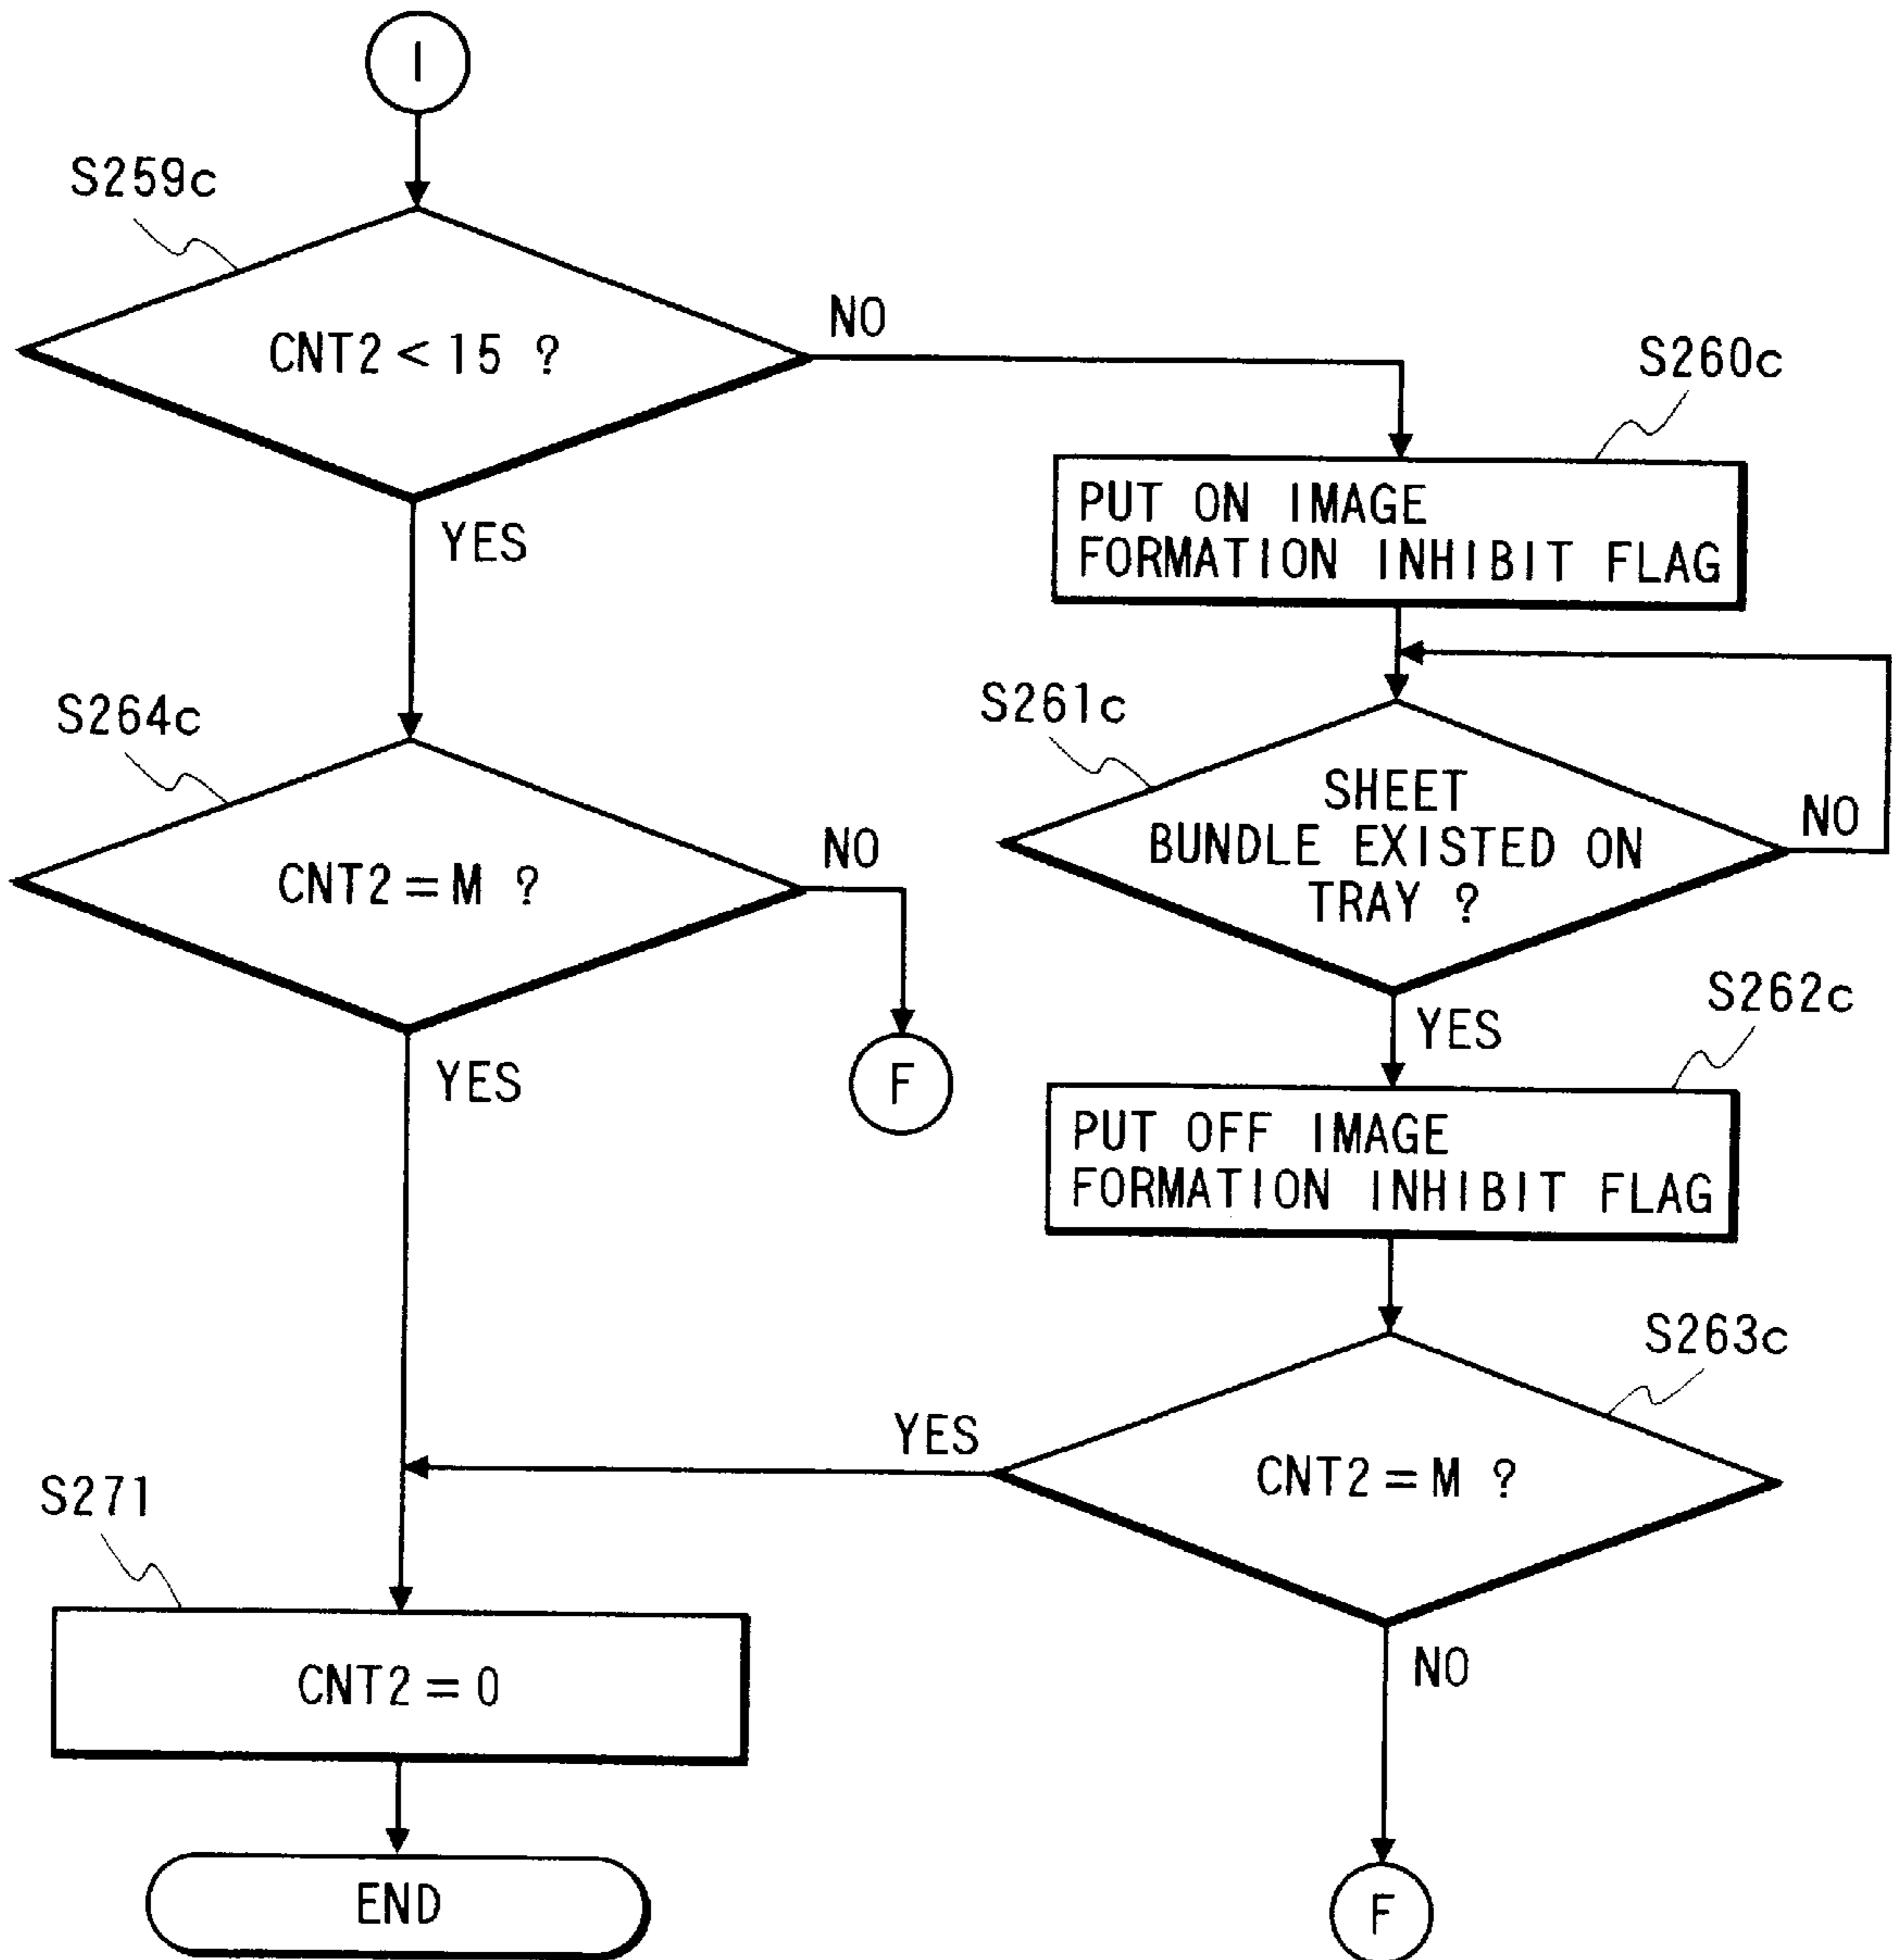 I
S259c
CNT2 < 15 ?
NO
YES
S260c
PUT ON IMAGE
FORMATION INHIBIT FLAG
S264c
CNT2 = M ?
NO
F
YES
S261c
SHEET
BUNDLE EXISTED ON
TRAY ?
NO
YES
S262c
PUT OFF IMAGE
FORMATION INHIBIT FLAG
S263c
CNT2 = M ?
YES
NO
F
S271
CNT2 = 0
END